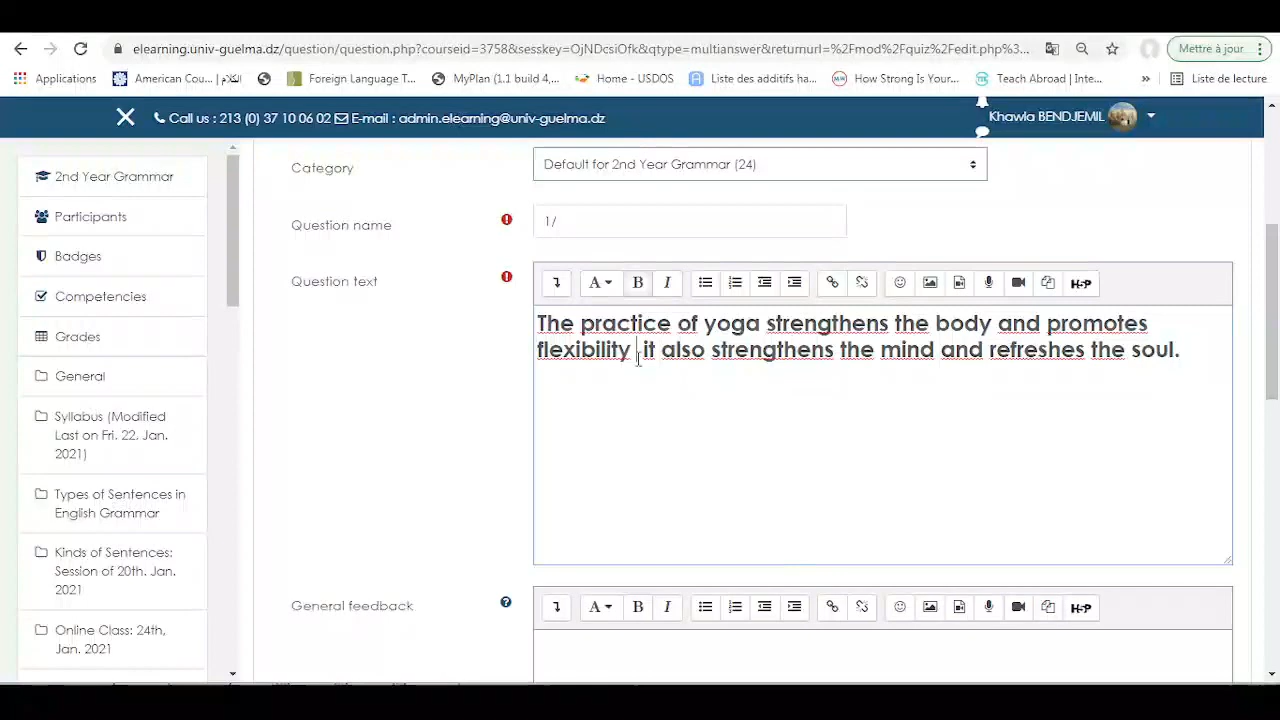 elearning.univ-guelma.dz/question/question.php?courseid=3758&sesskey=OjNDcsiOfk&qtype=multianswer&returnurl=%2Fmod%2Fquiz%2Fedit.php%3...
Mettre à jour
Applications
American Cou... | الكلام
Foreign Language T...
MyPlan (1.1 build 4,...
Home - USDOS
Liste des additifs ha...
How Strong Is Your...
Teach Abroad | Inte...
»
Liste de lecture
Call us : 213 (0) 37 10 06 02 E-mail : admin.elearning@univ-guelma.dz
Khawla BENDJEMIL
2nd Year Grammar
Participants
Badges
Competencies
Grades
General
Syllabus (Modified
Last on Fri. 22. Jan.
2021)
Types of Sentences in
English Grammar
Kinds of Sentences:
Session of 20th. Jan.
2021
Online Class: 24th.
Jan. 2021
Category
Default for 2nd Year Grammar (24)
Question name
1/
Question text
A B I
H-P
The practice of yoga strengthens the body and promotes
flexibility it also strengthens the mind and refreshes the soul.
General feedback
A B I
H-P